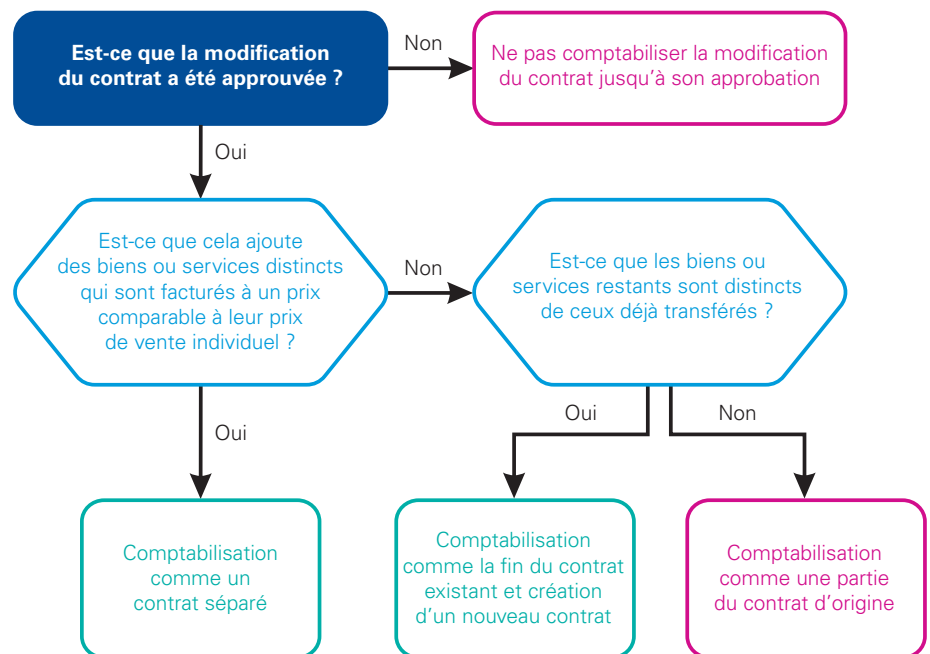 Est-ce que la modification
du contrat a été approuvée ?
Non
Ne pas comptabiliser la modification
du contrat jusqu'à son approbation
Oui
Est-ce que cela ajoute
des biens ou services distincts
qui sont facturés à un prix
comparable à leur prix
de vente individuel ?
Non
Est-ce que les biens ou
services restants sont distincts
de ceux déjà transférés ?
Oui
Oui
Non
Comptabilisation
comme un
contrat séparé
Comptabilisation
comme la fin du contrat
existant et création
d'un nouveau contrat
Comptabilisation
comme une partie
du contrat d'origine